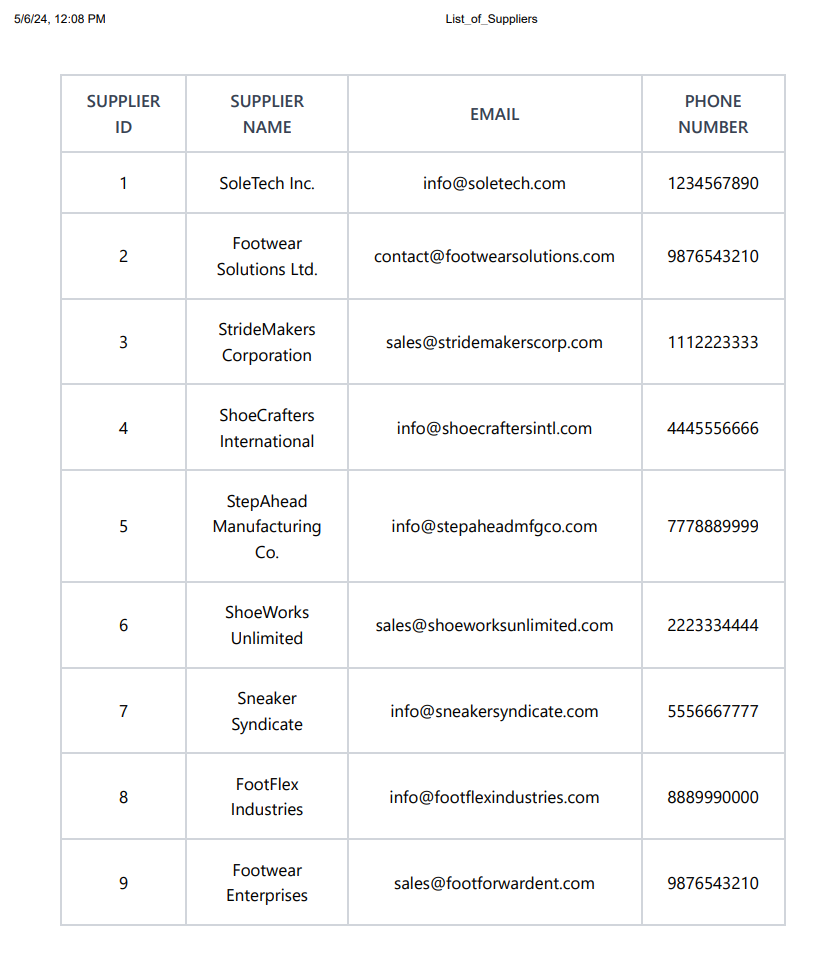 5/6/24, 12:08 PM List_of_Suppliers
SUPPLIER ID SUPPLIER NAME EMAIL PHONE NUMBER
1 SoleTech Inc. info@soletech.com 1234567890
2 Footwear Solutions Ltd. contact@footwearsolutions.com 9876543210
3 StrideMakers Corporation sales@stridemakerscorp.com 1112223333
4 ShoeCrafters International info@shoecraftersintl.com 4445556666
5 StepAhead Manufacturing Co. info@stepaheadmfgco.com 7778889999
6 ShoeWorks Unlimited sales@shoeworksunlimited.com 2223334444
7 Sneaker Syndicate info@sneakersyndicate.com 5556667777
8 FootFlex Industries info@footflexindustries.com 8889990000
9 Footwear Enterprises sales@footforwardent.com 9876543210